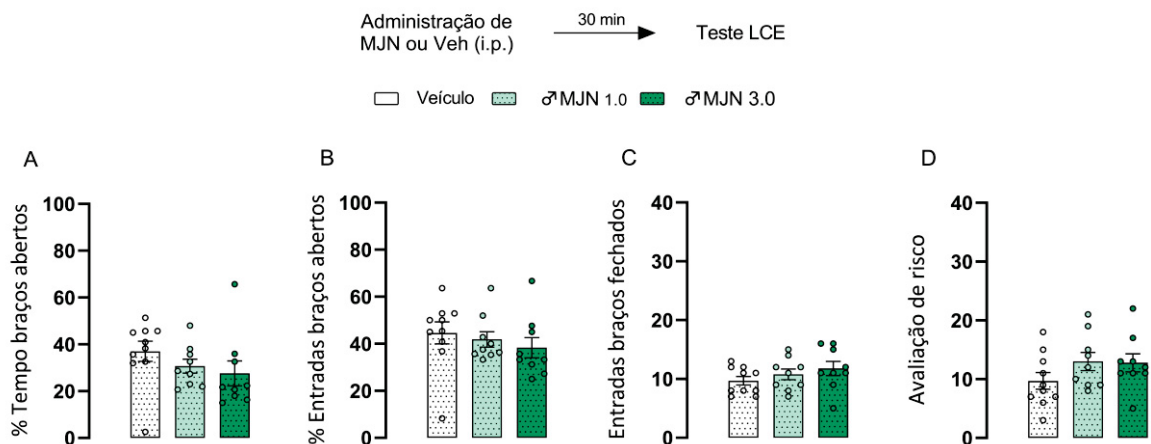 Administração de
MJN ou Veh (i.p.)
30 min
Teste LCE
Veículo
♂MJN 1.0
♂MJN 3.0
A
% Tempo braços abertos
100
80
60
40
20
0
B
% Entradas braços abertos
100
80
60
40
20
0
C
Entradas braços fechados
40
30
20
10
0
D
Avaliação de risco
40
30
20
10
0